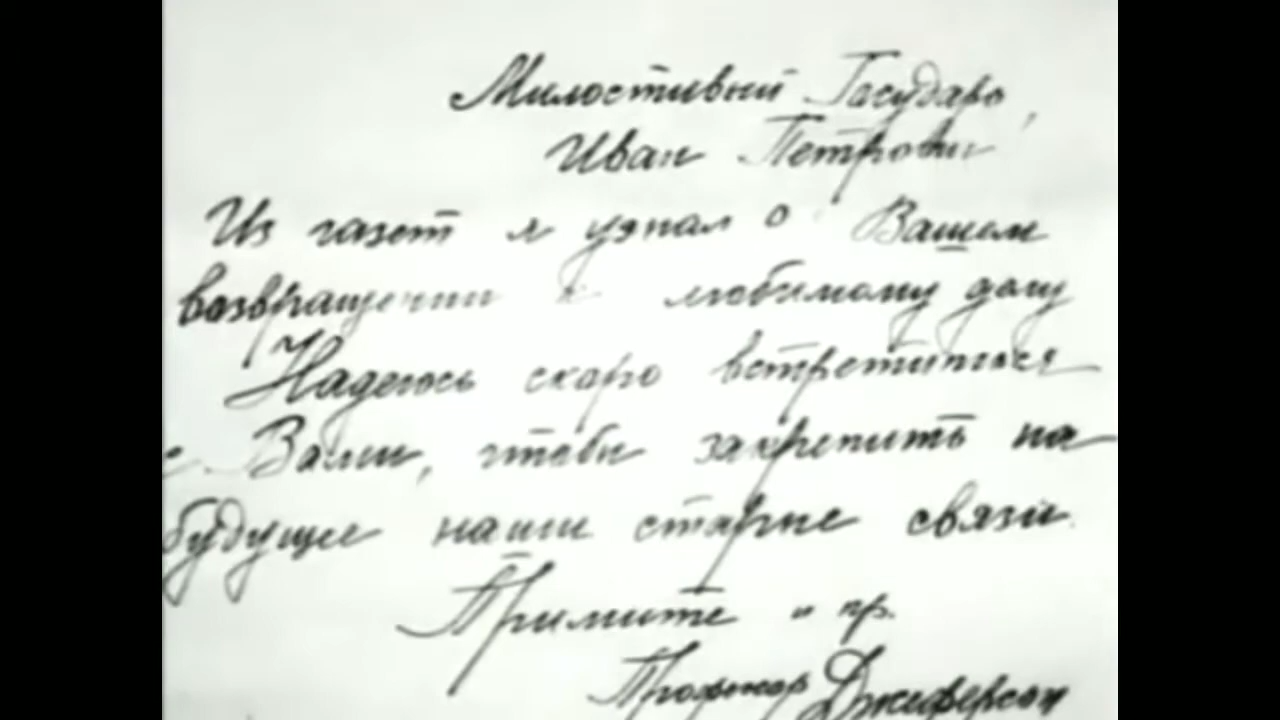 Милостивый Государь,
Иван Петрович
Из газет я узнал о Вашем
возвращении к любимому делу
Надеюсь скоро встретиться
с Вами, чтобы закрепить на
будущее наши старые связи.
Примите и пр.
Профессор Джеферсон